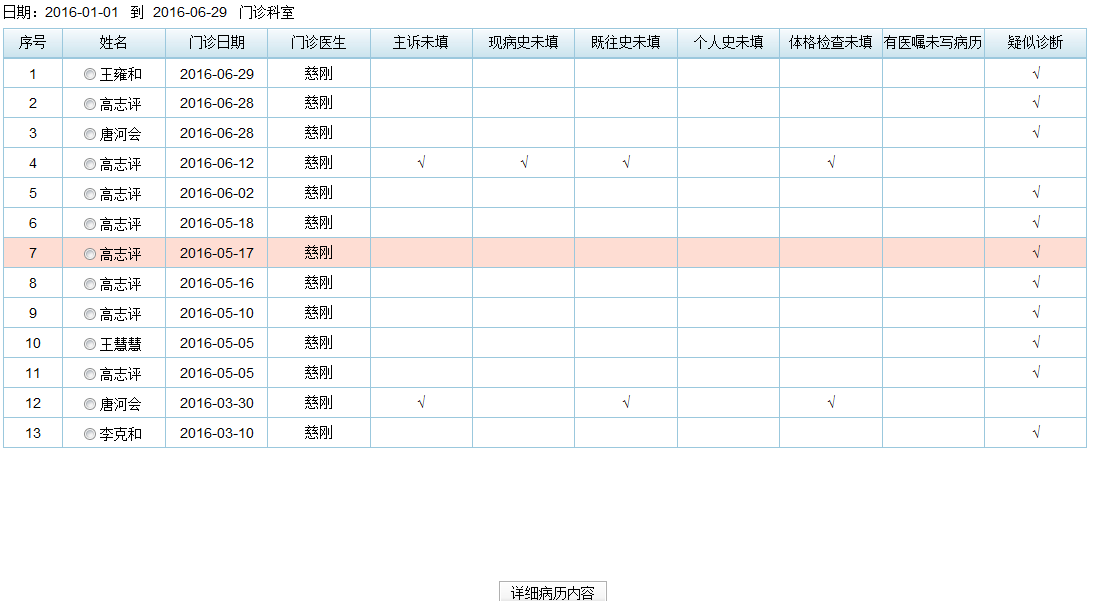 日期：2016-01-01 到 2016-06-29 门诊科室
序号 姓名 门诊日期 门诊医生 主诉未填 现病史未填 既往史未填 个人史未填 体格检查未填 有医嘱未写病历 疑似诊断
1 王雍和 2016-06-29 慈刚 √
2 高志评 2016-06-28 慈刚 √
3 唐河会 2016-06-28 慈刚 √
4 高志评 2016-06-12 慈刚 √ √ √ √
5 高志评 2016-06-02 慈刚 √
6 高志评 2016-05-18 慈刚 √
7 高志评 2016-05-17 慈刚 √
8 高志评 2016-05-16 慈刚 √
9 高志评 2016-05-10 慈刚 √
10 王慧慧 2016-05-05 慈刚 √
11 高志评 2016-05-05 慈刚 √
12 唐河会 2016-03-30 慈刚 √ √ √
13 李克和 2016-03-10 慈刚 √
详细病历内容